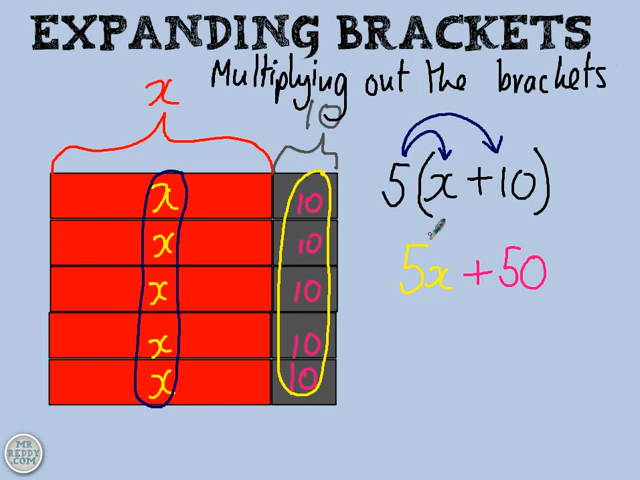 EXPANDING BRACKETS
Multiplying out the brackets
x
10
x 10
x 10
x 10
x 10
x 10
5(x+10)
5x +50
MR
REDDY
.COM